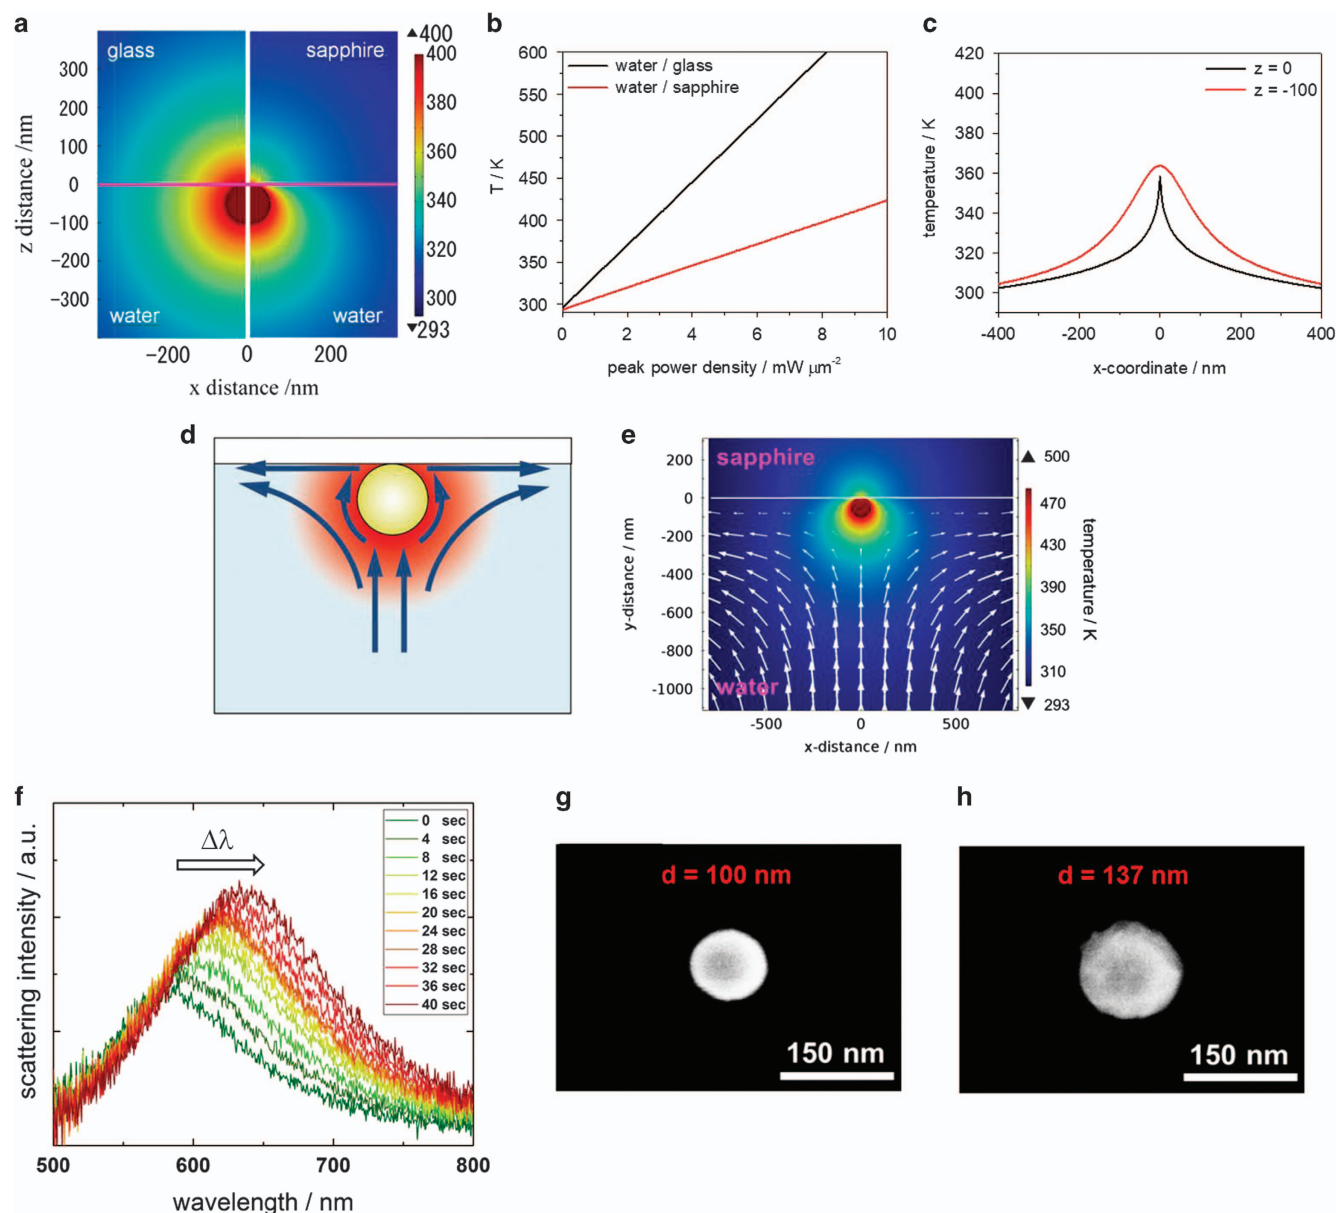 a
glass
sapphire
water
water
300
200
100
0
-100
-200
-300
z distance /nm
−200
0
200
x distance /nm
▲400
400
380
360
340
320
300
▼293
b
water / glass
water / sapphire
600
550
500
450
400
350
300
T / K
0
2
4
6
8
10
peak power density / mW μm-2
c
z = 0
z = -100
420
400
380
360
340
320
300
temperature / K
-400
-200
0
200
400
x-coordinate / nm
d
e
sapphire
water
200
0
-200
-400
-600
-800
-1000
y-distance / nm
-500
0
500
x-distance / nm
▲ 500
470
430
390
350
310
▼ 293
temperature / K
f
Δλ
0 sec
4 sec
8 sec
12 sec
16 sec
20 sec
24 sec
28 sec
32 sec
36 sec
40 sec
scattering intensity / a.u.
500
600
700
800
wavelength / nm
g
d = 100 nm
150 nm
h
d = 137 nm
150 nm